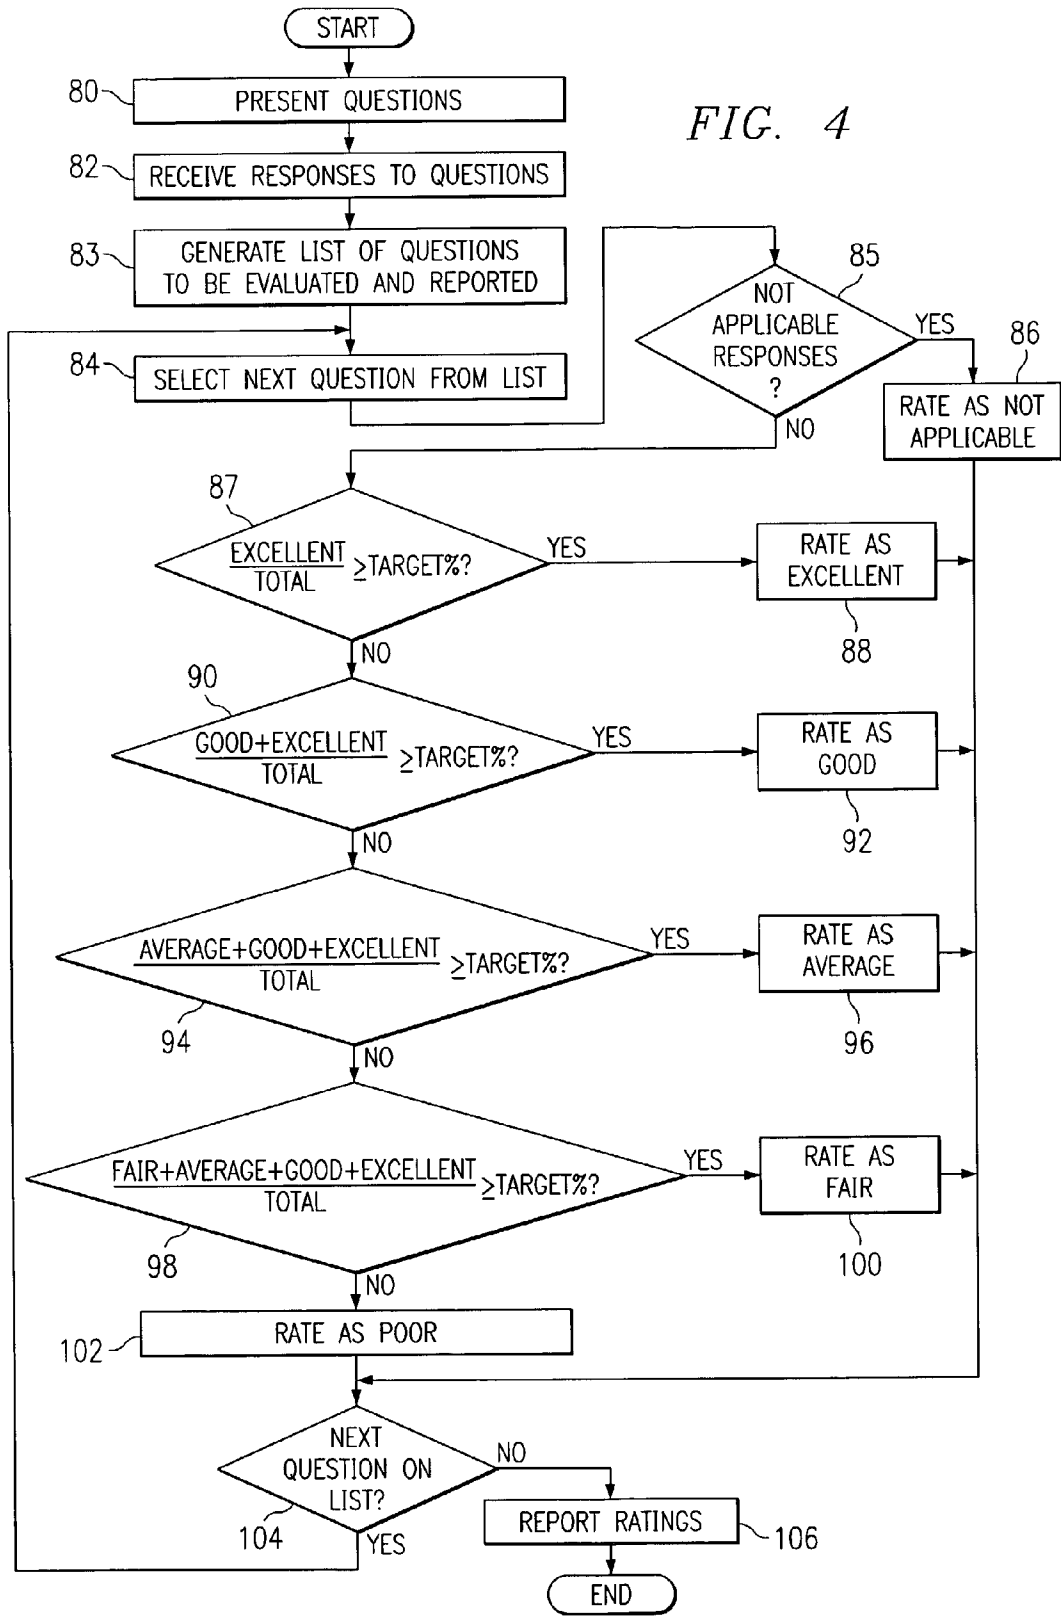 START
80
PRESENT QUESTIONS
FIG. 4
82
RECEIVE RESPONSES TO QUESTIONS
83
GENERATE LIST OF QUESTIONS
TO BE EVALUATED AND REPORTED
84
SELECT NEXT QUESTION FROM LIST
85
NOT
APPLICABLE
RESPONSES
?
YES
NO
86
RATE AS NOT
APPLICABLE
87
EXCELLENT
TOTAL
≥TARGET%?
YES
NO
RATE AS
EXCELLENT
88
90
GOOD+EXCELLENT
TOTAL
≥TARGET%?
YES
NO
RATE AS
GOOD
92
AVERAGE+GOOD+EXCELLENT
TOTAL
≥TARGET%?
94
YES
NO
RATE AS
AVERAGE
96
FAIR+AVERAGE+GOOD+EXCELLENT
TOTAL
≥TARGET%?
98
YES
NO
RATE AS
FAIR
100
102
RATE AS POOR
NEXT
QUESTION ON
LIST?
104
NO
YES
REPORT RATINGS
106
END